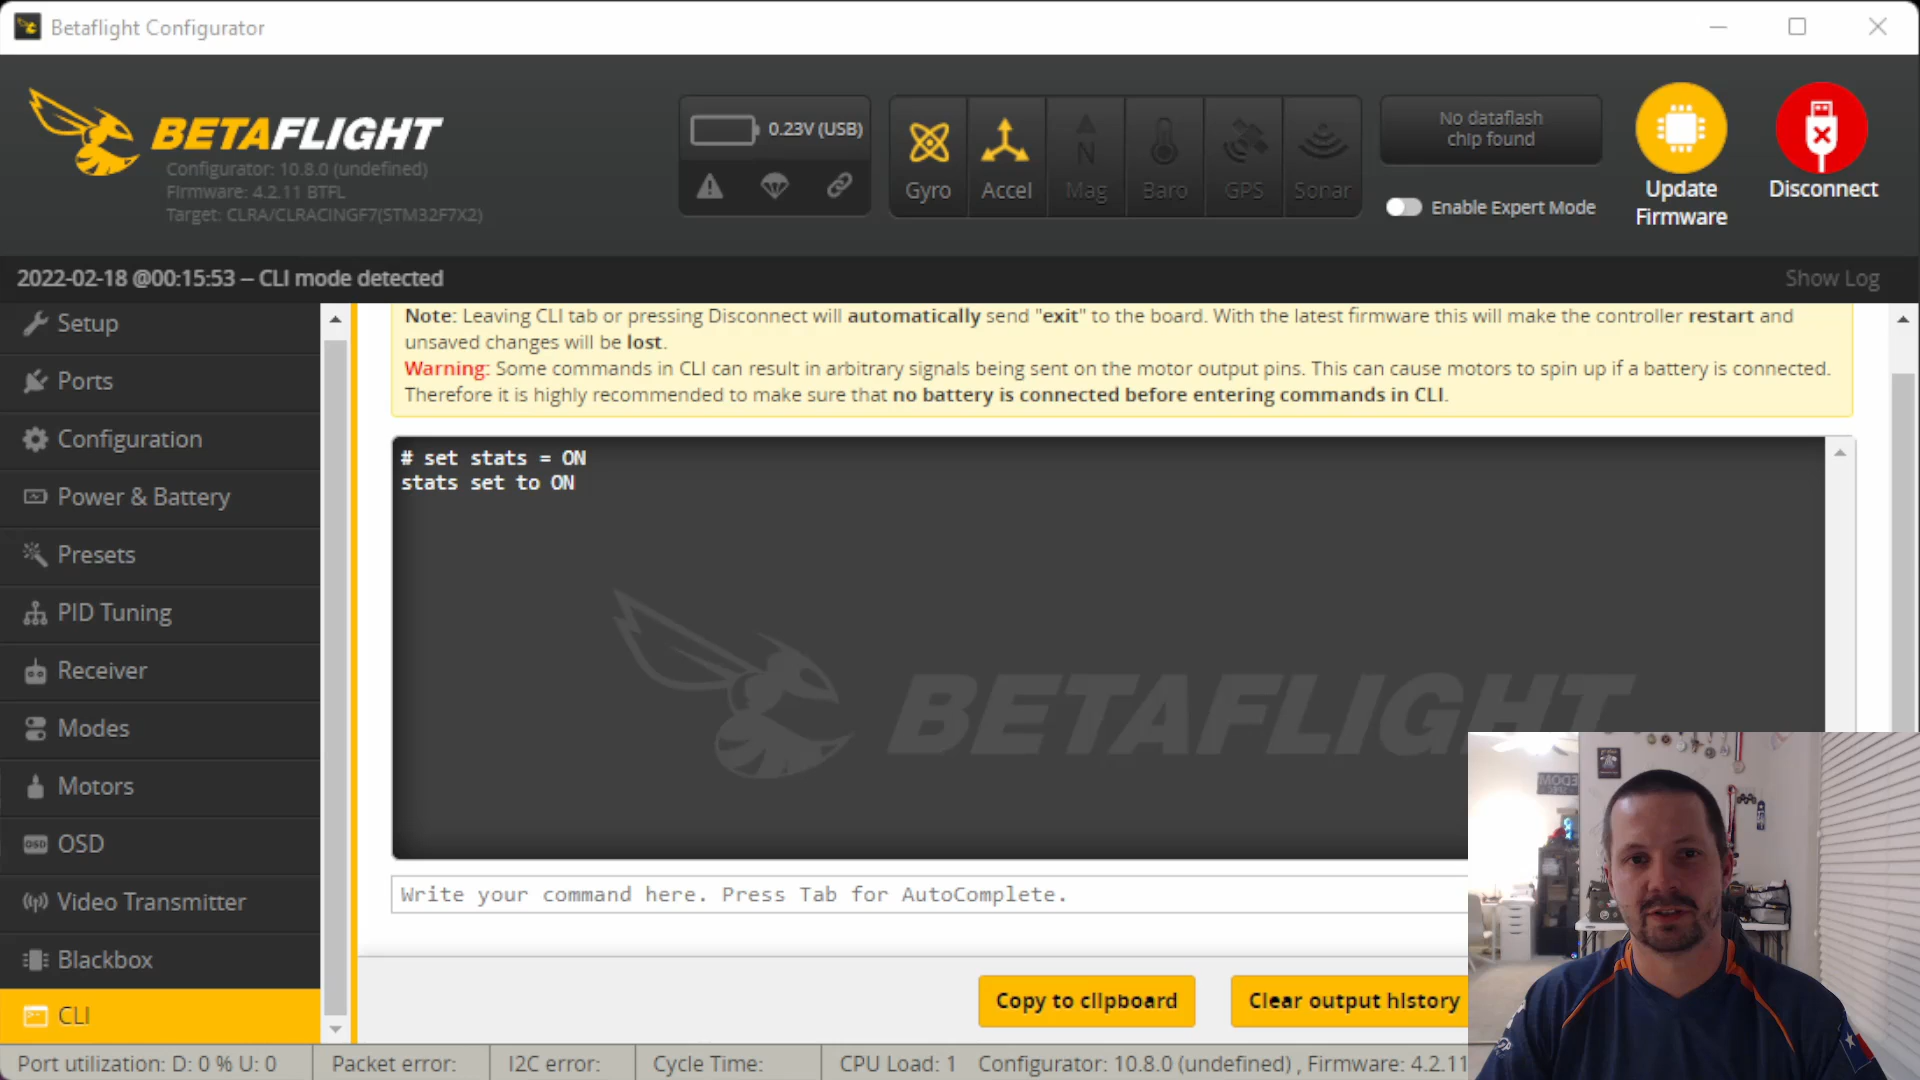 Betaflight Configurator
BETAFLIGHT
Configurator: 10.8.0 (undefined)
Firmware: 4.2.11 BTFL
Target: CLRA/CLRACINGF7(STM32F7X2)
0.23V (USB)
Gyro
Accel
Mag
Baro
GPS
Sonar
No dataflash
chip found
Enable Expert Mode
Update
Firmware
Disconnect
2022-02-18 @00:15:53 -- CLI mode detected
Show Log
Setup
Ports
Configuration
Power & Battery
Presets
PID Tuning
Receiver
Modes
Motors
OSD
Video Transmitter
Blackbox
CLI
Note: Leaving CLI tab or pressing Disconnect will automatically send "exit" to the board. With the latest firmware this will make the controller restart and
unsaved changes will be lost.
Warning: Some commands in CLI can result in arbitrary signals being sent on the motor output pins. This can cause motors to spin up if a battery is connected.
Therefore it is highly recommended to make sure that no battery is connected before entering commands in CLI.
# set stats = ON
stats set to ON
BETAFLIGHT
Write your command here. Press Tab for AutoComplete.
Copy to clipboard
Clear output history
Port utilization: D: 0 % U: 0
Packet error:
I2C error:
Cycle Time:
CPU Load: 1
Configurator: 10.8.0 (undefined) , Firmware: 4.2.11